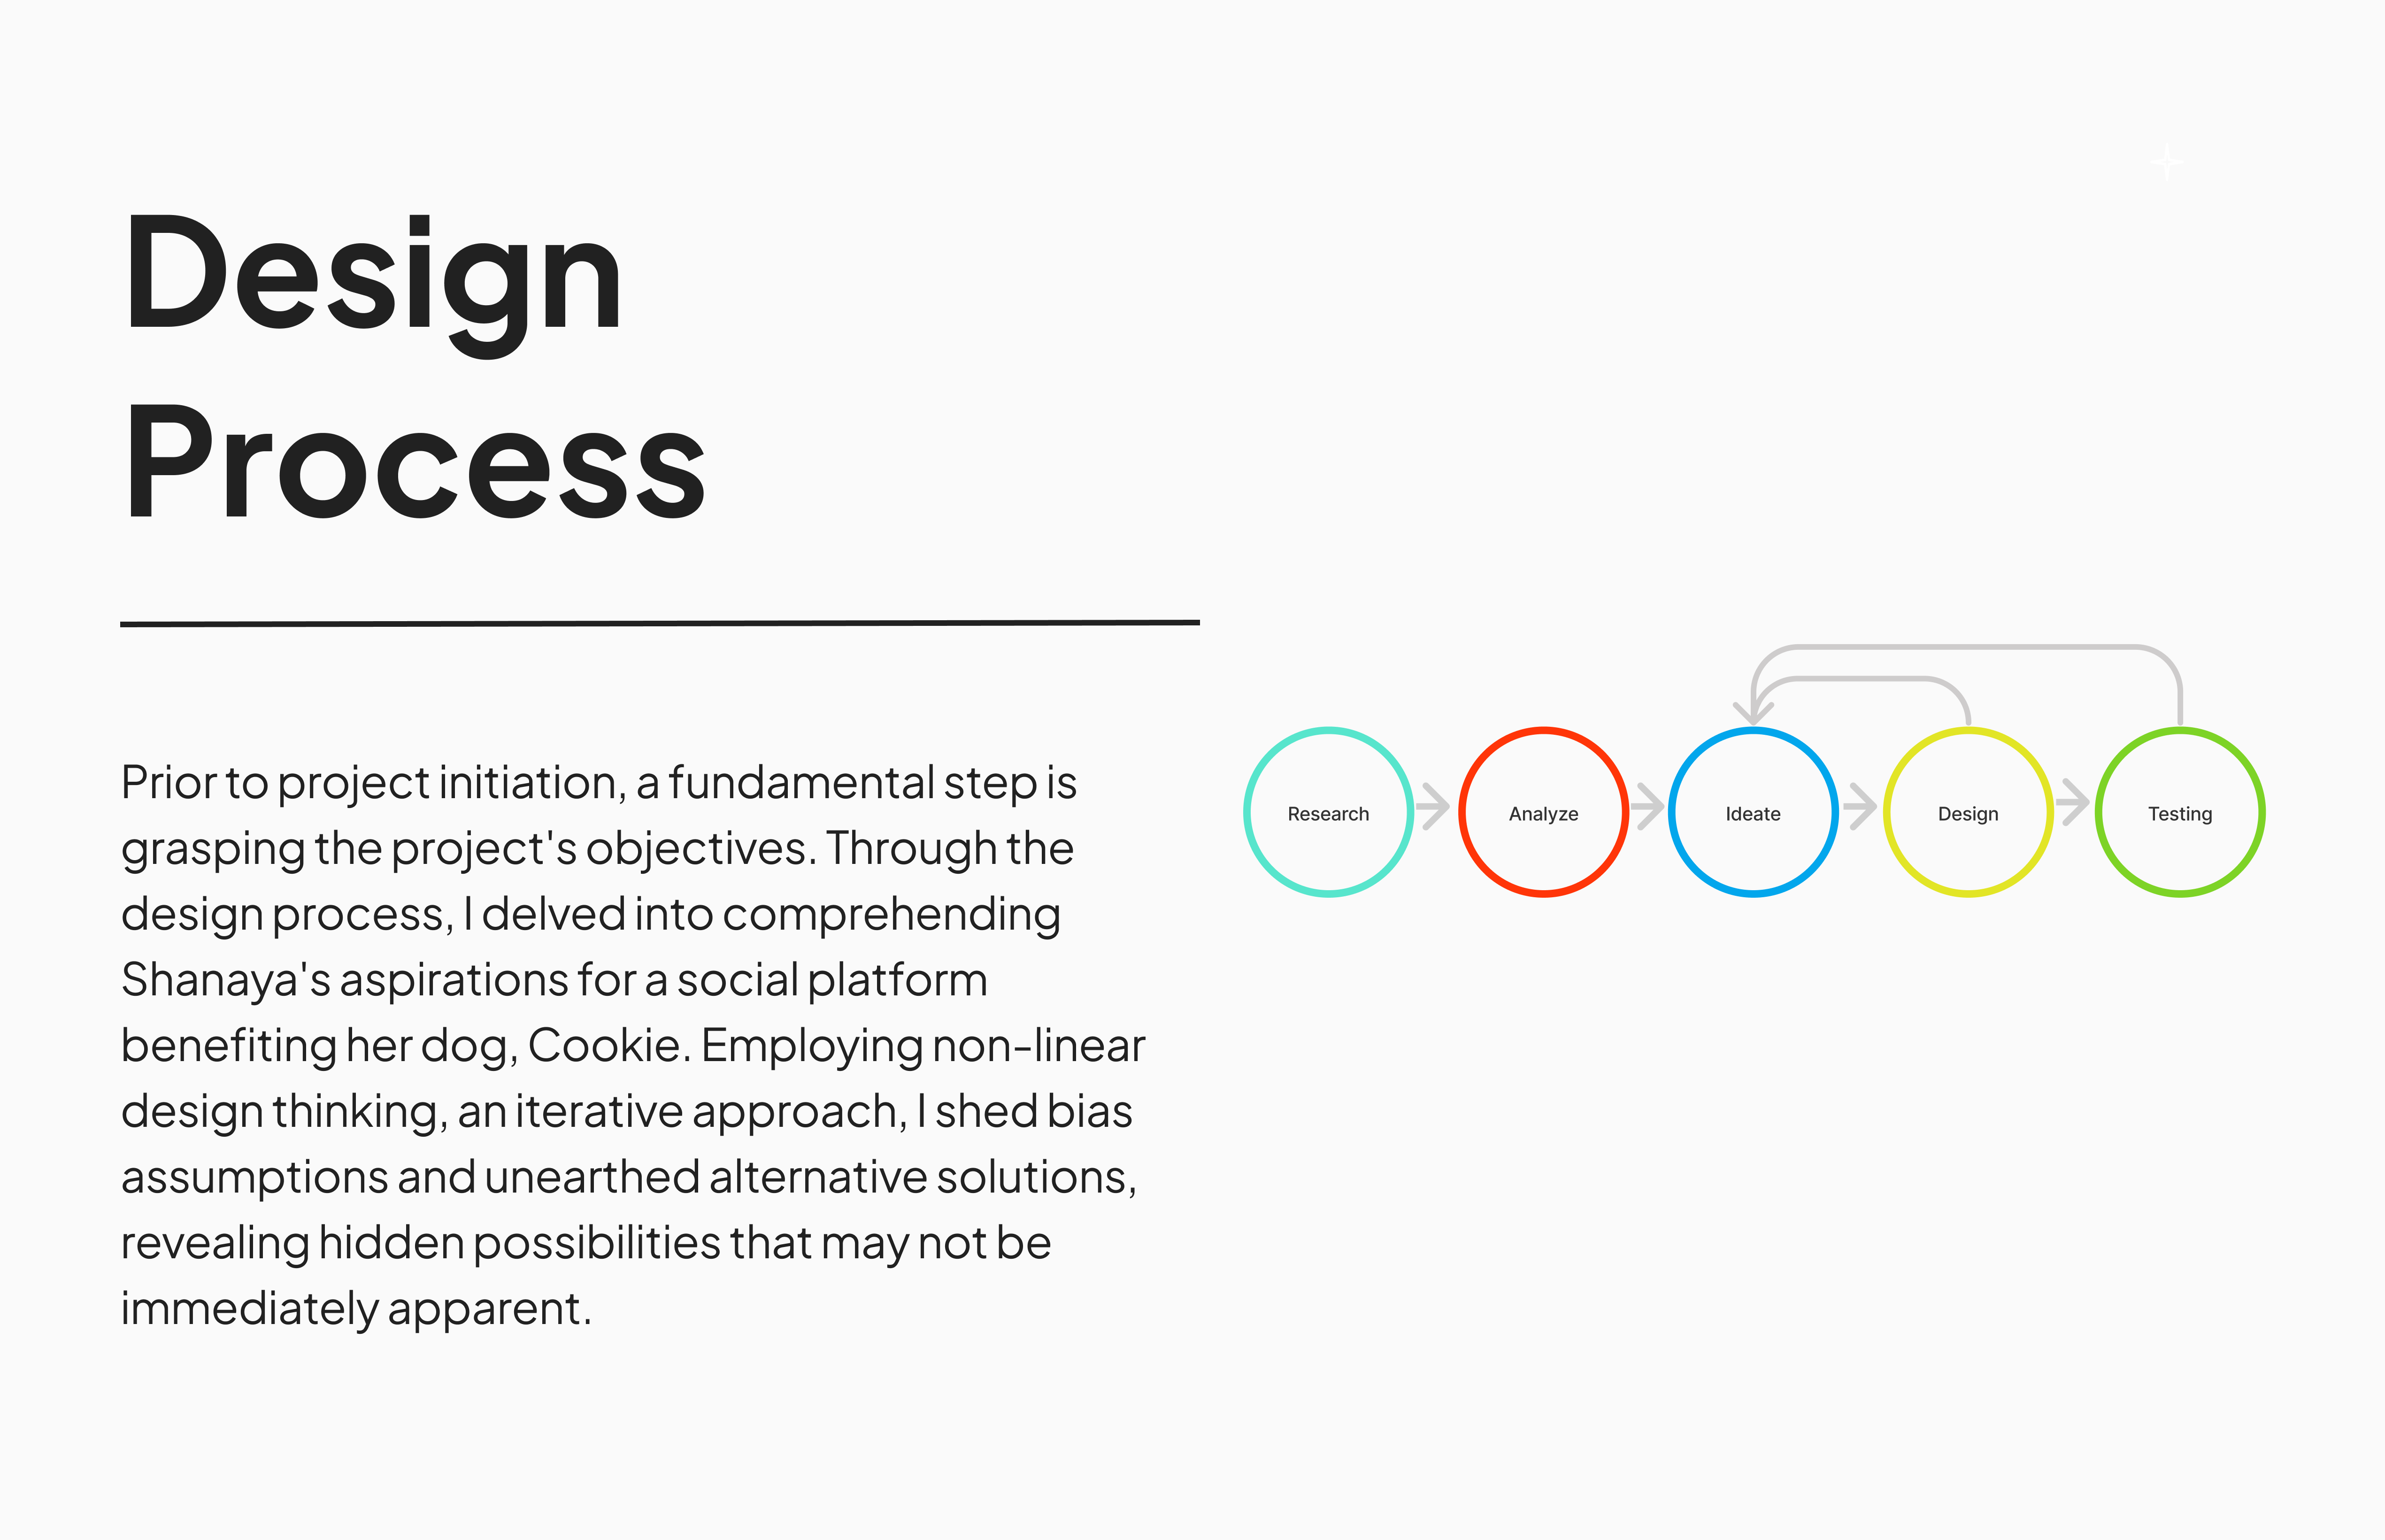 Design
Process
Prior to project initiation, a fundamental step is
grasping the project's objectives. Through the
design process, I delved into comprehending
Shanaya's aspirations for a social platform
benefiting her dog, Cookie. Employing non-linear
design thinking, an iterative approach, I shed bias
assumptions and unearthed alternative solutions,
revealing hidden possibilities that may not be
immediately apparent.
Research
Analyze
Ideate
Design
Testing